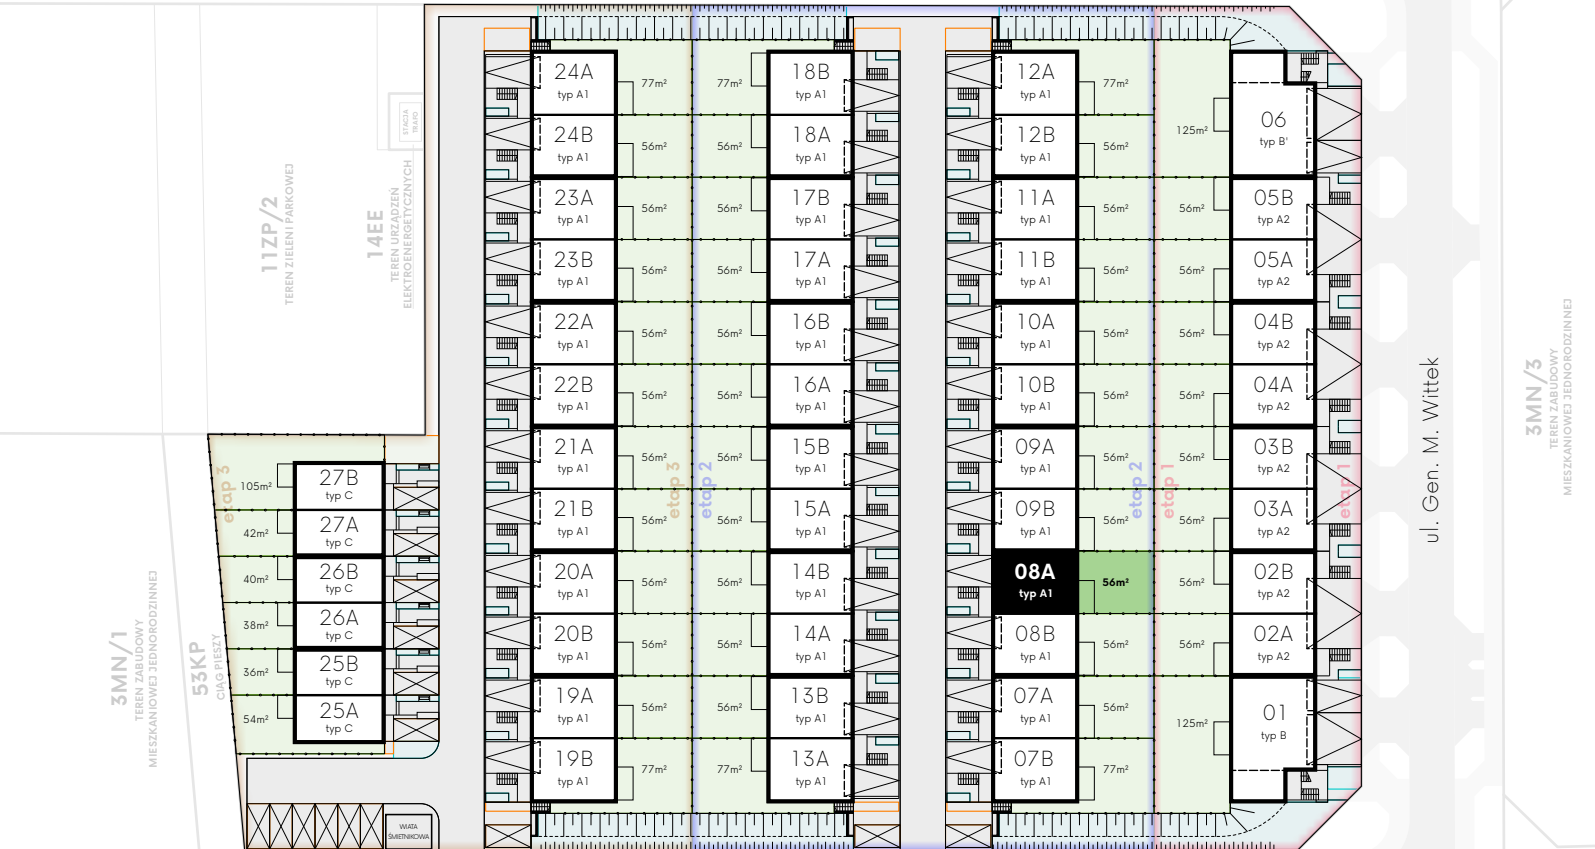 24A
typ A1
77m²
24B
typ A1
56m²
23A
typ A1
56m²
23B
typ A1
56m²
22A
typ A1
56m²
22B
typ A1
56m²
21A
typ A1
56m²
21B
typ A1
56m²
20A
typ A1
56m²
20B
typ A1
56m²
19A
typ A1
56m²
19B
typ A1
77m²
77m²
18B
typ A1
56m²
18A
typ A1
56m²
17B
typ A1
56m²
17A
typ A1
56m²
16B
typ A1
56m²
16A
typ A1
56m²
15B
typ A1
56m²
15A
typ A1
56m²
14B
typ A1
56m²
14A
typ A1
56m²
13B
typ A1
77m²
13A
typ A1
12A
typ A1
77m²
12B
typ A1
56m²
11A
typ A1
56m²
11B
typ A1
56m²
10A
typ A1
56m²
10B
typ A1
56m²
09A
typ A1
56m²
09B
typ A1
56m²
08A
typ A1
56m²
08B
typ A1
56m²
07A
typ A1
56m²
07B
typ A1
77m²
125m²
06
typ B'
56m²
05B
typ A2
56m²
05A
typ A2
56m²
04B
typ A2
56m²
04A
typ A2
56m²
03B
typ A2
56m²
03A
typ A2
56m²
02B
typ A2
56m²
02A
typ A2
125m²
01
typ B
105m²
27B
typ C
42m²
27A
typ C
40m²
26B
typ C
38m²
26A
typ C
36m²
25B
typ C
54m²
25A
typ C
etap 3
etap 3
etap 2
etap 2
etap 1
etap 1
11ZP/2
TEREN ZIELENI PARKOWEJ
14EE
TEREN URZĄDZEŃ
ELEKTROENERGETYCZNYCH
STACJA
TRAFO
3MN/1
TEREN ZABUDOWY
MIESZKANIOWEJ JEDNORODZINNEJ
53KP
CIĄG PIESZY
WIATA
ŚMIETNIKOWA
ul. Gen. M. Wittek
3MN/3
TEREN ZABUDOWY
MIESZKANIOWEJ JEDNORODZINNEJ